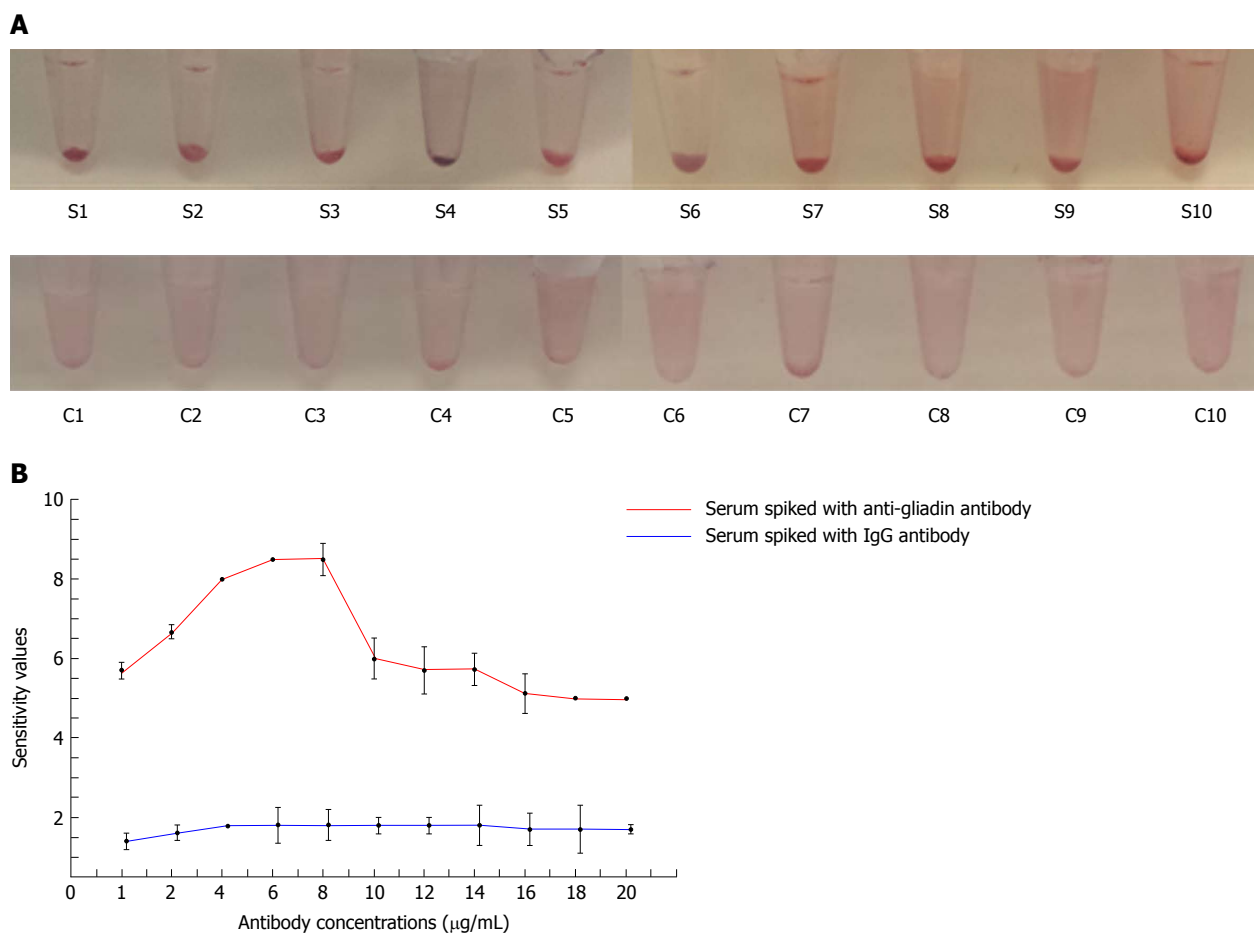 A
S1 S2 S3 S4 S5 S6 S7 S8 S9 S10
C1 C2 C3 C4 C5 C6 C7 C8 C9 C10
B
10
8
6
4
2
Sensitivity values
Serum spiked with anti-gliadin antibody
Serum spiked with IgG antibody
0 1 2 4 6 8 10 12 14 16 18 20
Antibody concentrations (μg/mL)